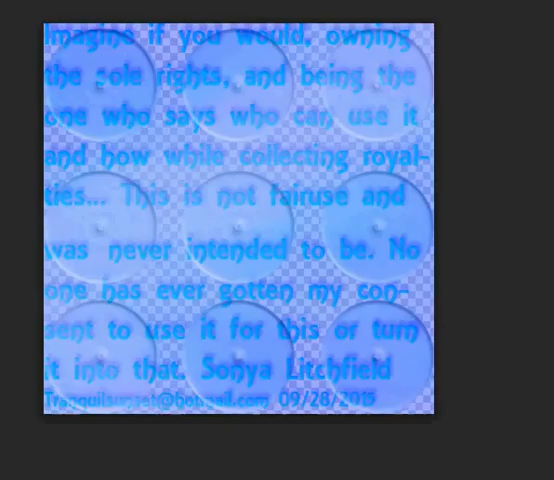 Imagine if you would, owning
the sole rights, and being the
one who says who can use it
and how while collecting royal-
ties... This is not fairuse and
was never intended to be. No
one has ever gotten my con-
sent to use it for this or turn
it into that. Sonya Litchfield
Tranquilsunset@hotmail.com 09/28/2015